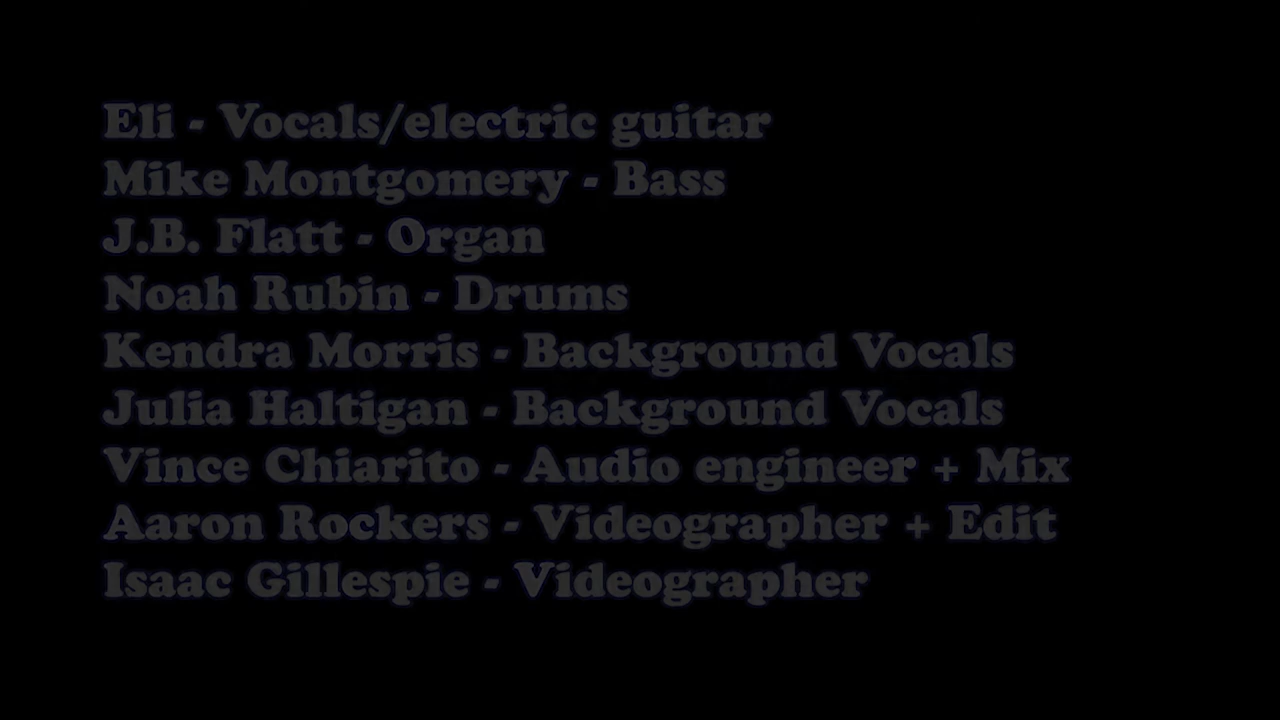 Eli - Vocals/electric guitar
Mike Montgomery - Bass
J.B. Flatt - Organ
Noah Rubin - Drums
Kendra Morris - Background Vocals
Julia Haltigan - Background Vocals
Vince Chiarito - Audio engineer + Mix
Aaron Rockers - Videographer + Edit
Isaac Gillespie - Videographer